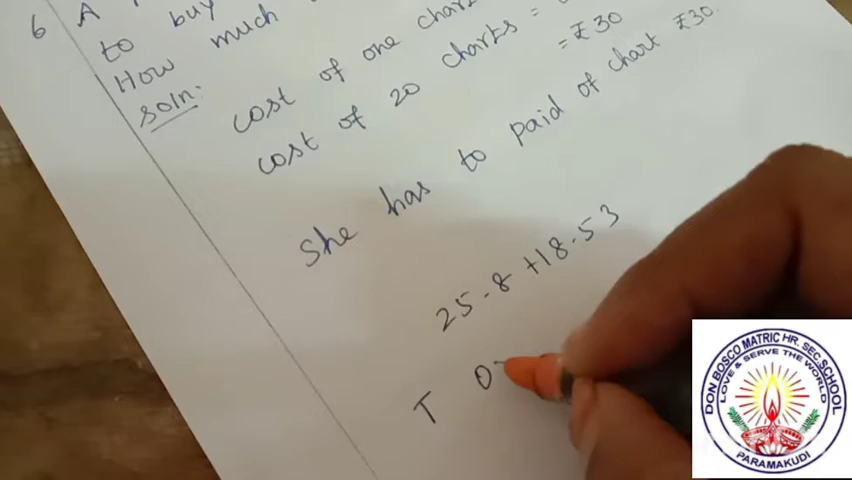 6 A
to buy
How much
soln:
cost of one chart
cost of 20 charts =
= ₹30
she has to paid of chart ₹30.
25.8 +18.53
T O
DON BOSCO MATRIC HR. SEC. SCHOOL
LOVE & SERVE THE WORLD
PARAMAKUDI